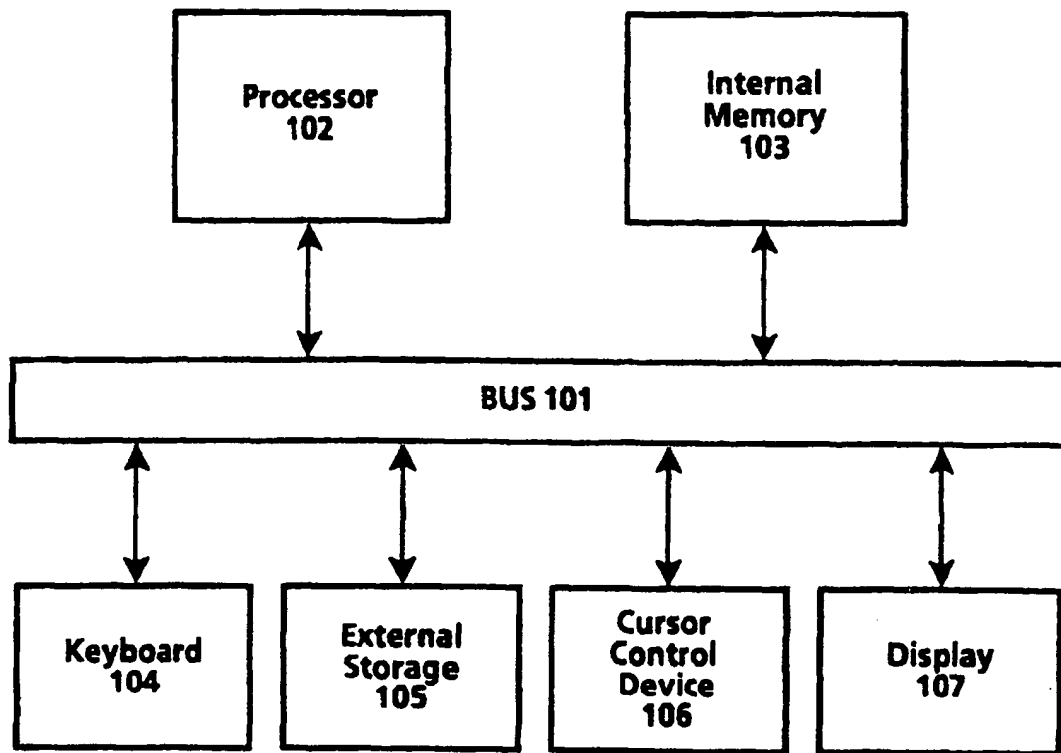 Processor
102
Internal
Memory
103
BUS 101
Keyboard
104
External
Storage
105
Cursor
Control
Device
106
Display
107